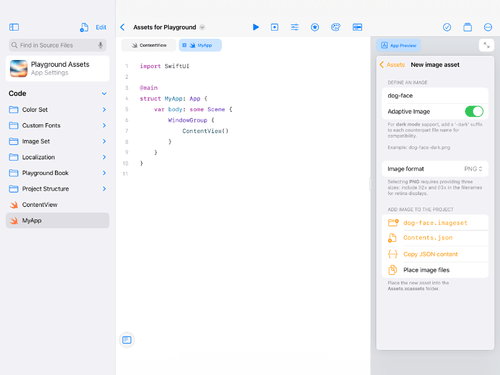 Edit
Find in Source Files
Playground Assets
App Settings
Code
Color Set
Custom Fonts
Image Set
Localization
Playground Book
Project Structure
ContentView
MyApp
Assets for Playground
ContentView
MyApp
1 import SwiftUI
2
3 @main
4 struct MyApp: App {
5 var body: some Scene {
6 WindowGroup {
7 ContentView()
8 }
9 }
10 }
11
App Preview
Assets
New image asset
DEFINE AN IMAGE
dog-face
Adaptive Image
For dark mode support, add a '-dark' suffix
to each counterpart file name for
compatibility.
Example: dog-face-dark.png
Image format PNG
Selecting PNG requires providing three
sizes: include @2x and @3x in the filenames
for retina displays.
ADD IMAGE TO THE PROJECT
dog-face.imageset
Contents.json
Copy JSON content
Place image files
Place the new asset into the
Assets.xcassets folder.